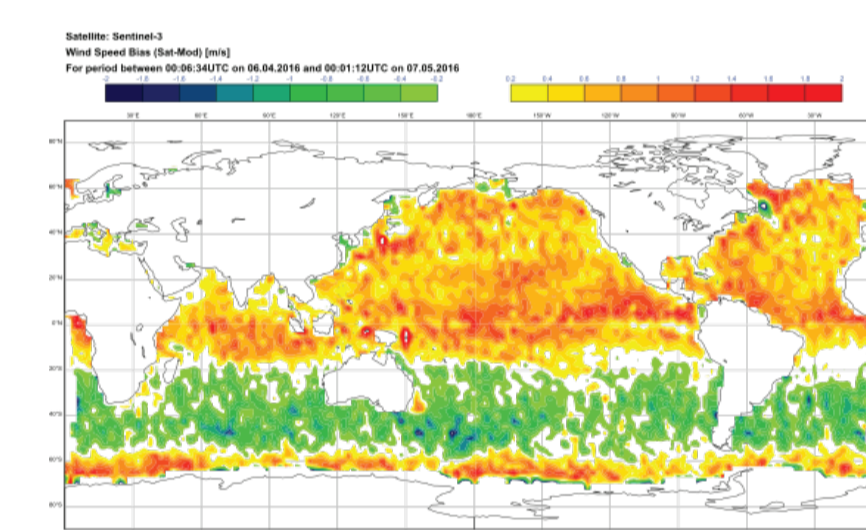 Satellite: Sentinel-3
Wind Speed Bias (Sat-Mod) [m/s]
For period between 00:06:34UTC on 06.04.2016 and 00:01:12UTC on 07.05.2016
-2 -1.8 -1.6 -1.4 -1.2 -1 -0.8 -0.6 -0.4 -0.2 0.2 0.4 0.6 0.8 1 1.2 1.4 1.6 1.8 2
30°E 60°E 90°E 120°E 150°E 180°E 150°W 120°W 90°W 60°W 30°W
80°N
60°N
40°N
20°N
0°N
20°S
40°S
60°S
80°S